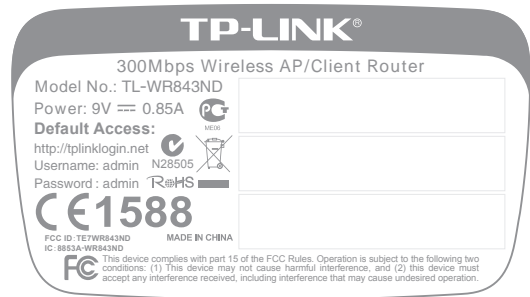 TP-LINK®
300Mbps Wireless AP/Client Router
Model No.: TL-WR843ND
Power: 9V ⎓ 0.85A
ME06
Default Access:
http://tplinklogin.net
N28505
Username: admin
Password : admin
RoHS
CE1588
FCC ID: TE7WR843ND
MADE IN CHINA
IC: 8853A-WR843ND
FC This device complies with part 15 of the FCC Rules. Operation is subject to the following two
conditions: (1) This device may not cause harmful interference, and (2) this device must
accept any interference received, including interference that may cause undesired operation.